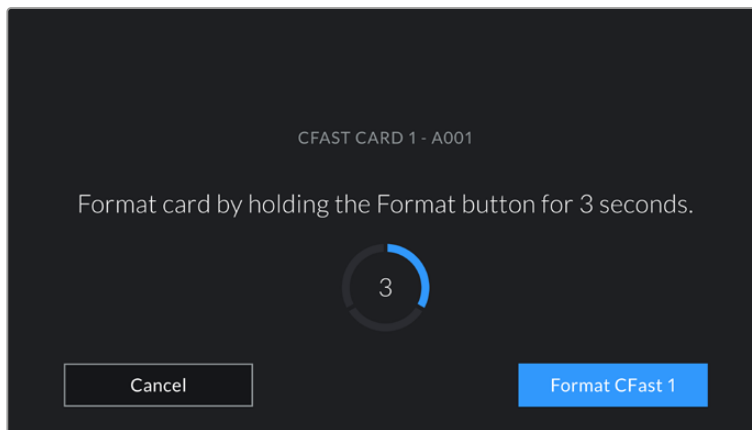 CFAST CARD 1 - A001
Format card by holding the Format button for 3 seconds.
3
Cancel
Format CFast 1